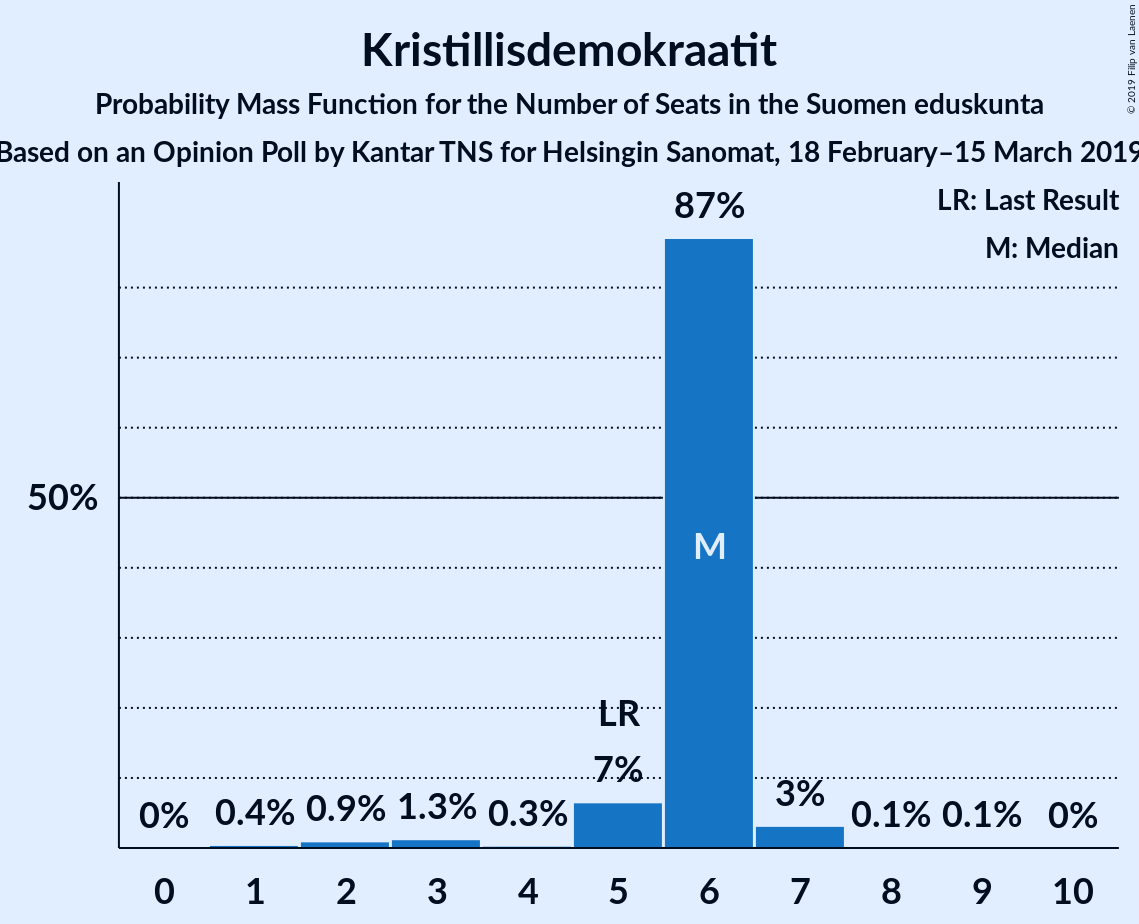 Kristillisdemokraatit
Probability Mass Function for the Number of Seats in the Suomen eduskunta
Based on an Opinion Poll by Kantar TNS for Helsingin Sanomat, 18 February–15 March 2019
© 2019 Filip van Laenen
LR: Last Result
M: Median
87%
50%
M
LR
7%
0% 0.4% 0.9% 1.3% 0.3% 3% 0.1% 0.1% 0%
0 1 2 3 4 5 6 7 8 9 10